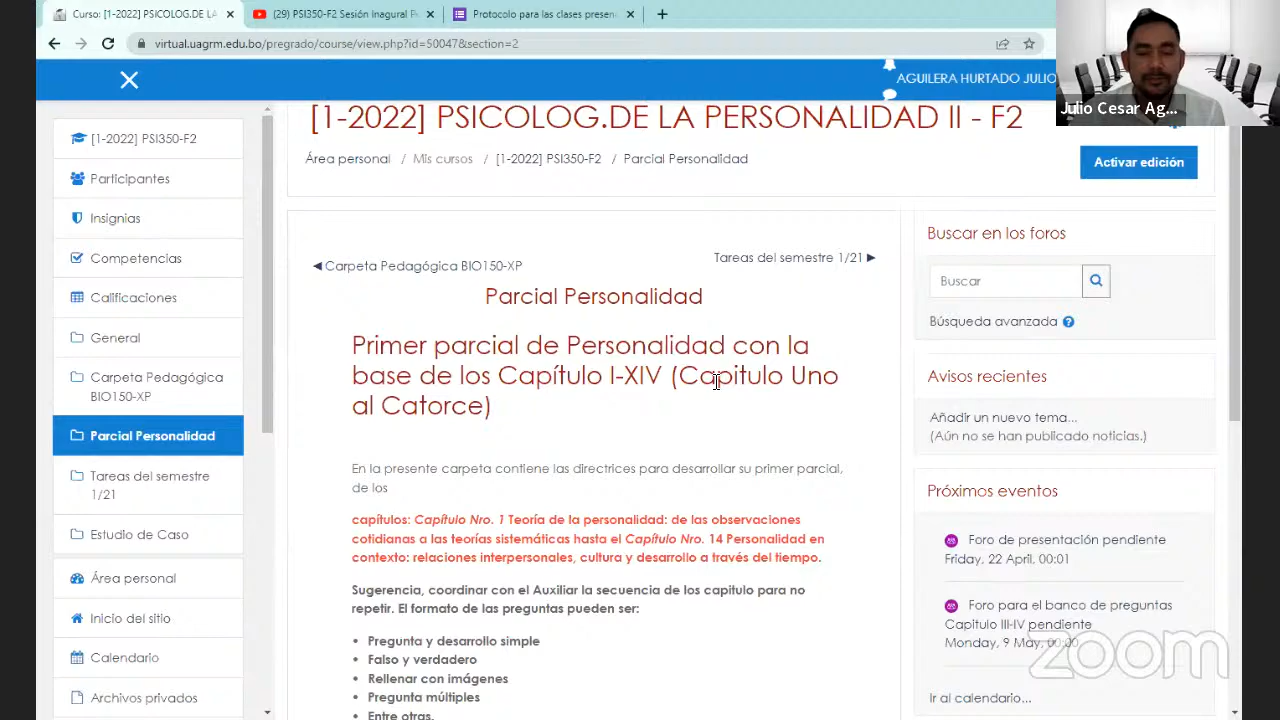 Curso: [1-2022] PSICOLOG.DE LA
(29) PSI350-F2 Sesión Inagural P
Protocolo para las clases presen
virtual.uagrm.edu.bo/pregrado/course/view.php?id=50047&section=2
AGUILERA HURTADO JULIO
Julio Cesar Ag...
[1-2022] PSI350-F2
Participantes
Insignias
Competencias
Calificaciones
General
Carpeta Pedagógica
BIO150-XP
Parcial Personalidad
Tareas del semestre
1/21
Estudio de Caso
Área personal
Inicio del sitio
Calendario
Archivos privados
[1-2022] PSICOLOG.DE LA PERSONALIDAD II - F2
Área personal / Mis cursos / [1-2022] PSI350-F2 / Parcial Personalidad
Activar edición
◀ Carpeta Pedagógica BIO150-XP
Tareas del semestre 1/21 ▶
Parcial Personalidad
Primer parcial de Personalidad con la
base de los Capítulo I-XIV (Capitulo Uno
al Catorce)
En la presente carpeta contiene las directrices para desarrollar su primer parcial,
de los
capítulos: Capítulo Nro. 1 Teoría de la personalidad: de las observaciones
cotidianas a las teorías sistemáticas hasta el Capítulo Nro. 14 Personalidad en
contexto: relaciones interpersonales, cultura y desarrollo a través del tiempo.
Sugerencia, coordinar con el Auxiliar la secuencia de los capitulo para no
repetir. El formato de las preguntas pueden ser:
• Pregunta y desarrollo simple
• Falso y verdadero
• Rellenar con imágenes
• Pregunta múltiples
• Entre otras.
Buscar en los foros
Buscar
Búsqueda avanzada
Avisos recientes
Añadir un nuevo tema...
(Aún no se han publicado noticias.)
Próximos eventos
Foro de presentación pendiente
Friday, 22 April, 00:01
Foro para el banco de preguntas
Capitulo III-IV pendiente
Monday, 9 May, 00:00
Ir al calendario...
zoom